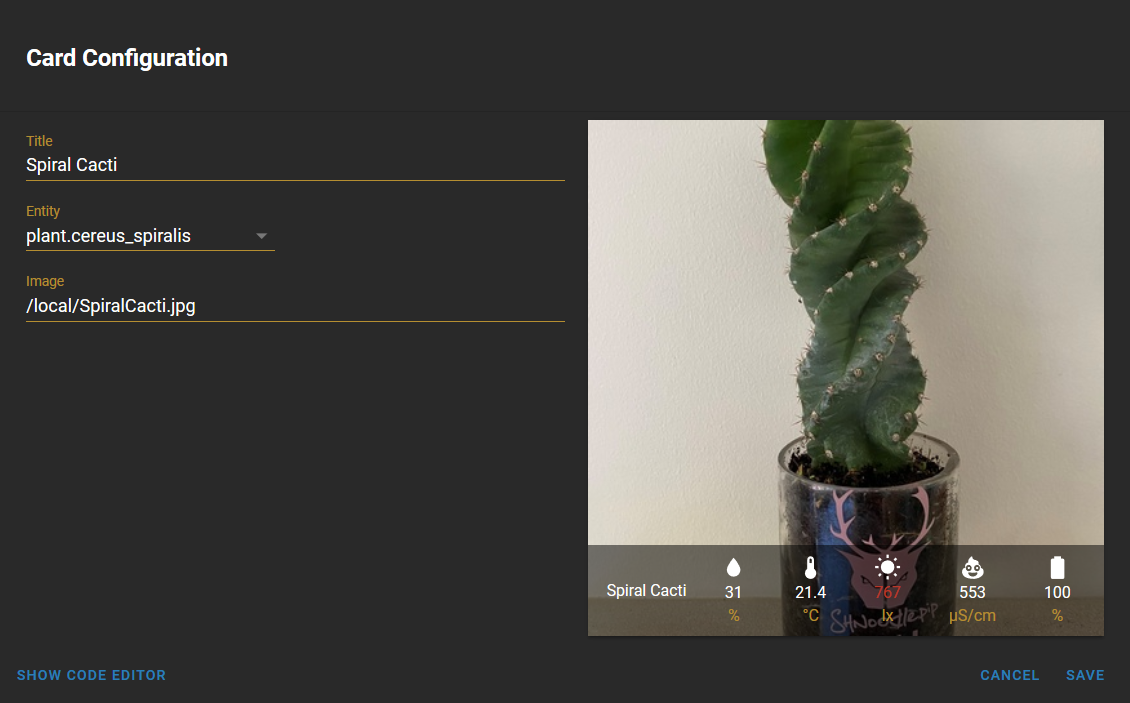 Card Configuration
Title
Spiral Cacti
Entity
plant.cereus_spiralis
Image
/local/SpiralCacti.jpg
Spiral Cacti
31
21.4
767
553
100
%
°C
lx
µS/cm
%
SHNoodlepip
SHOW CODE EDITOR
CANCEL
SAVE